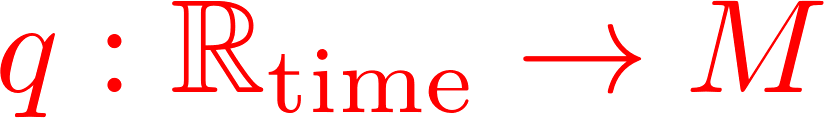 q : ℝ_time → M